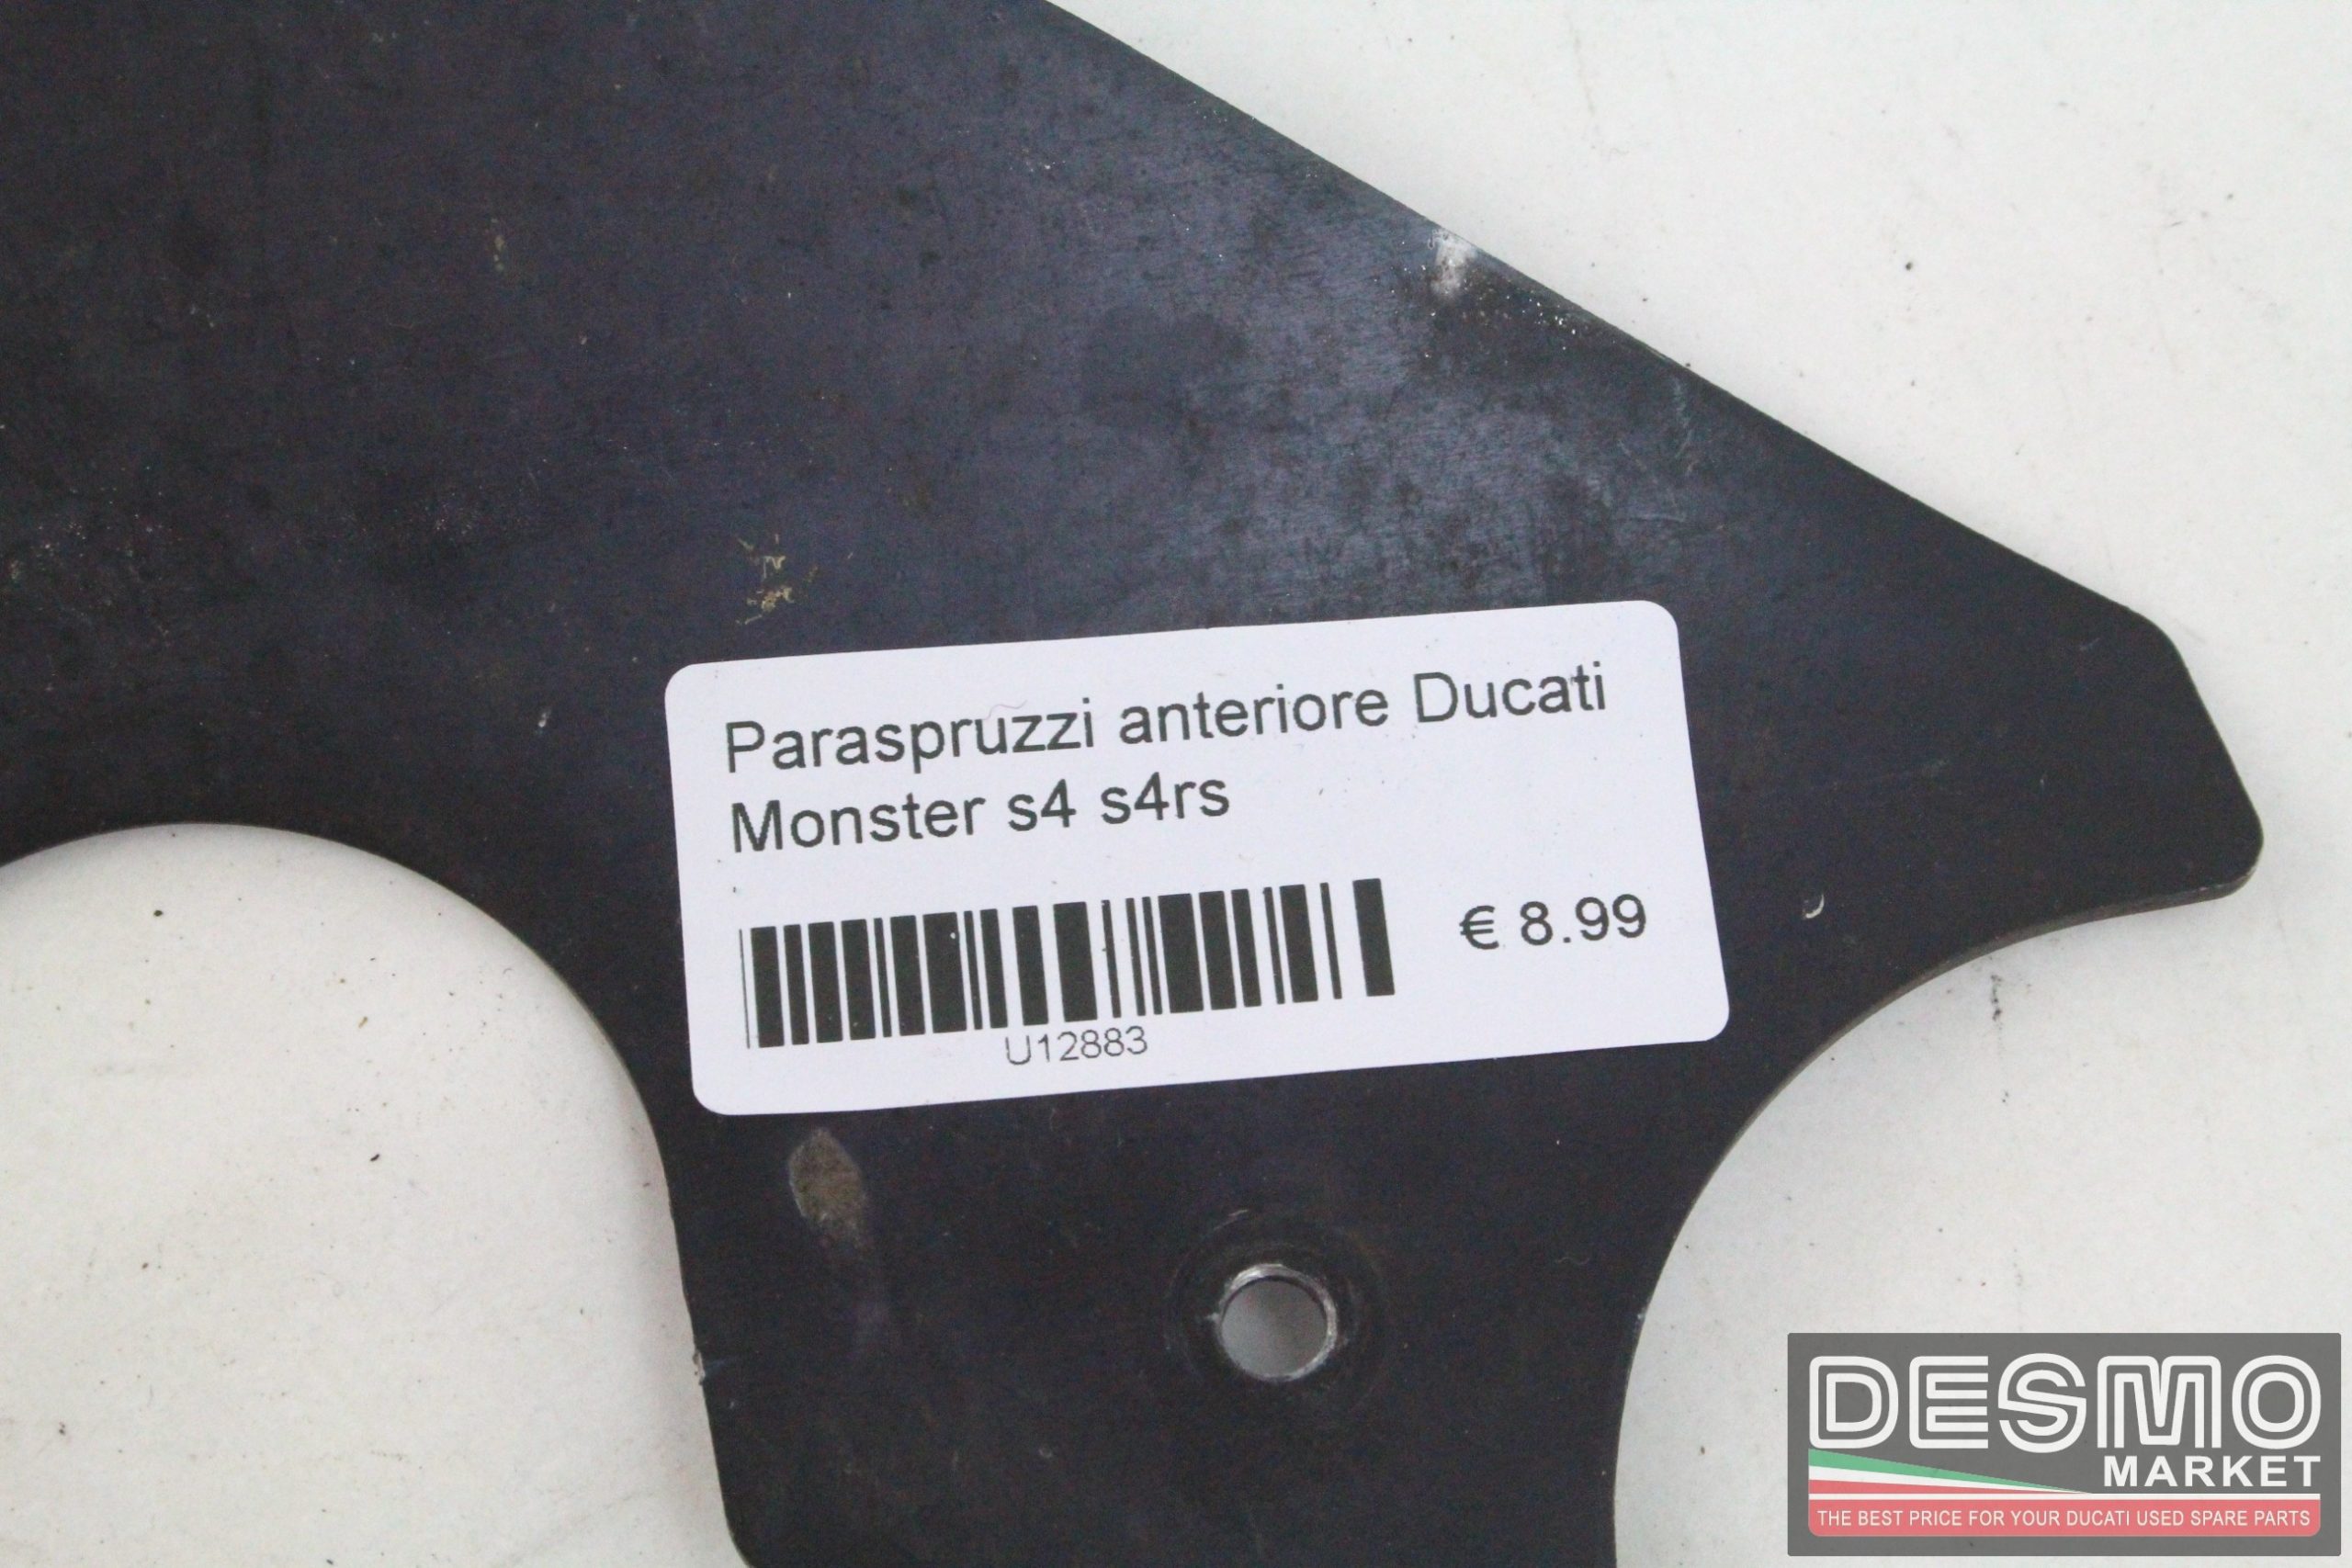 Paraspruzzi anteriore Ducati
Monster s4 s4rs
€ 8.99
U12883
DESMO
MARKET
THE BEST PRICE FOR YOUR DUCATI USED SPARE PARTS